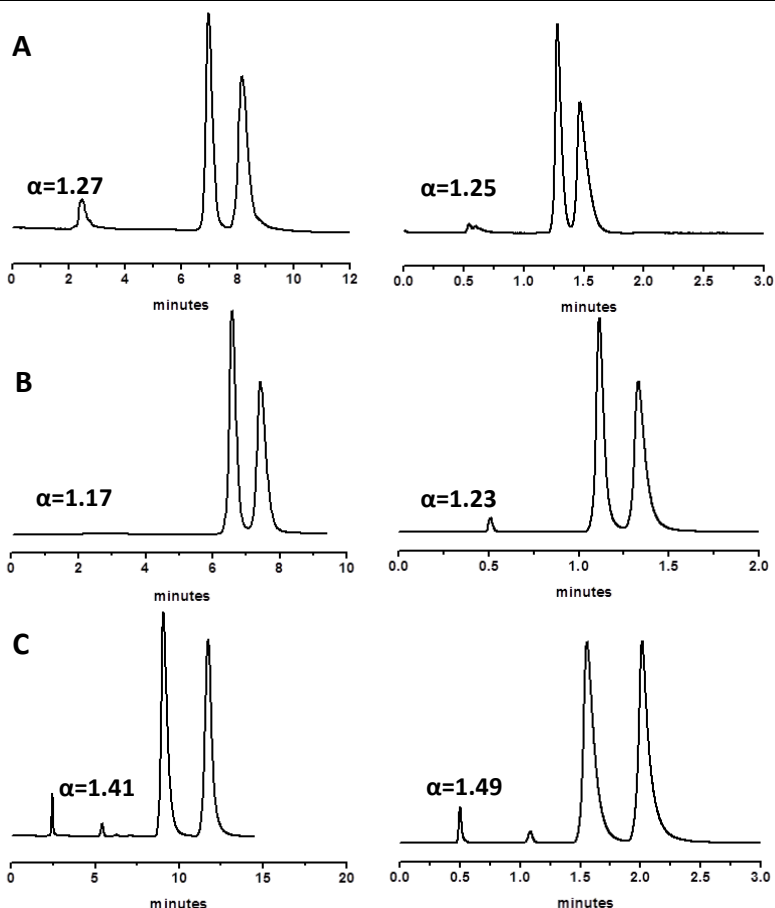 A
α=1.27
0 2 4 6 8 10 12
minutes
α=1.25
0.0 0.5 1.0 1.5 2.0 2.5 3.0
minutes
B
α=1.17
0 2 4 6 8 10
minutes
α=1.23
0.0 0.5 1.0 1.5 2.0
minutes
C
α=1.41
0 5 10 15 20
minutes
α=1.49
0.0 0.5 1.0 1.5 2.0 2.5 3.0
minutes